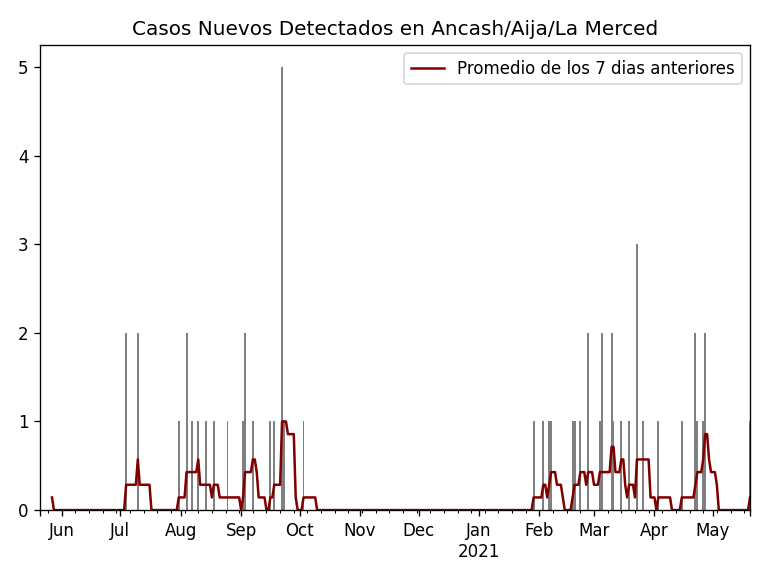 Casos Nuevos Detectados en Ancash/Aija/La Merced
Promedio de los 7 dias anteriores
5
4
3
2
1
0
Jun Jul Aug Sep Oct Nov Dec Jan Feb Mar Apr May
2021